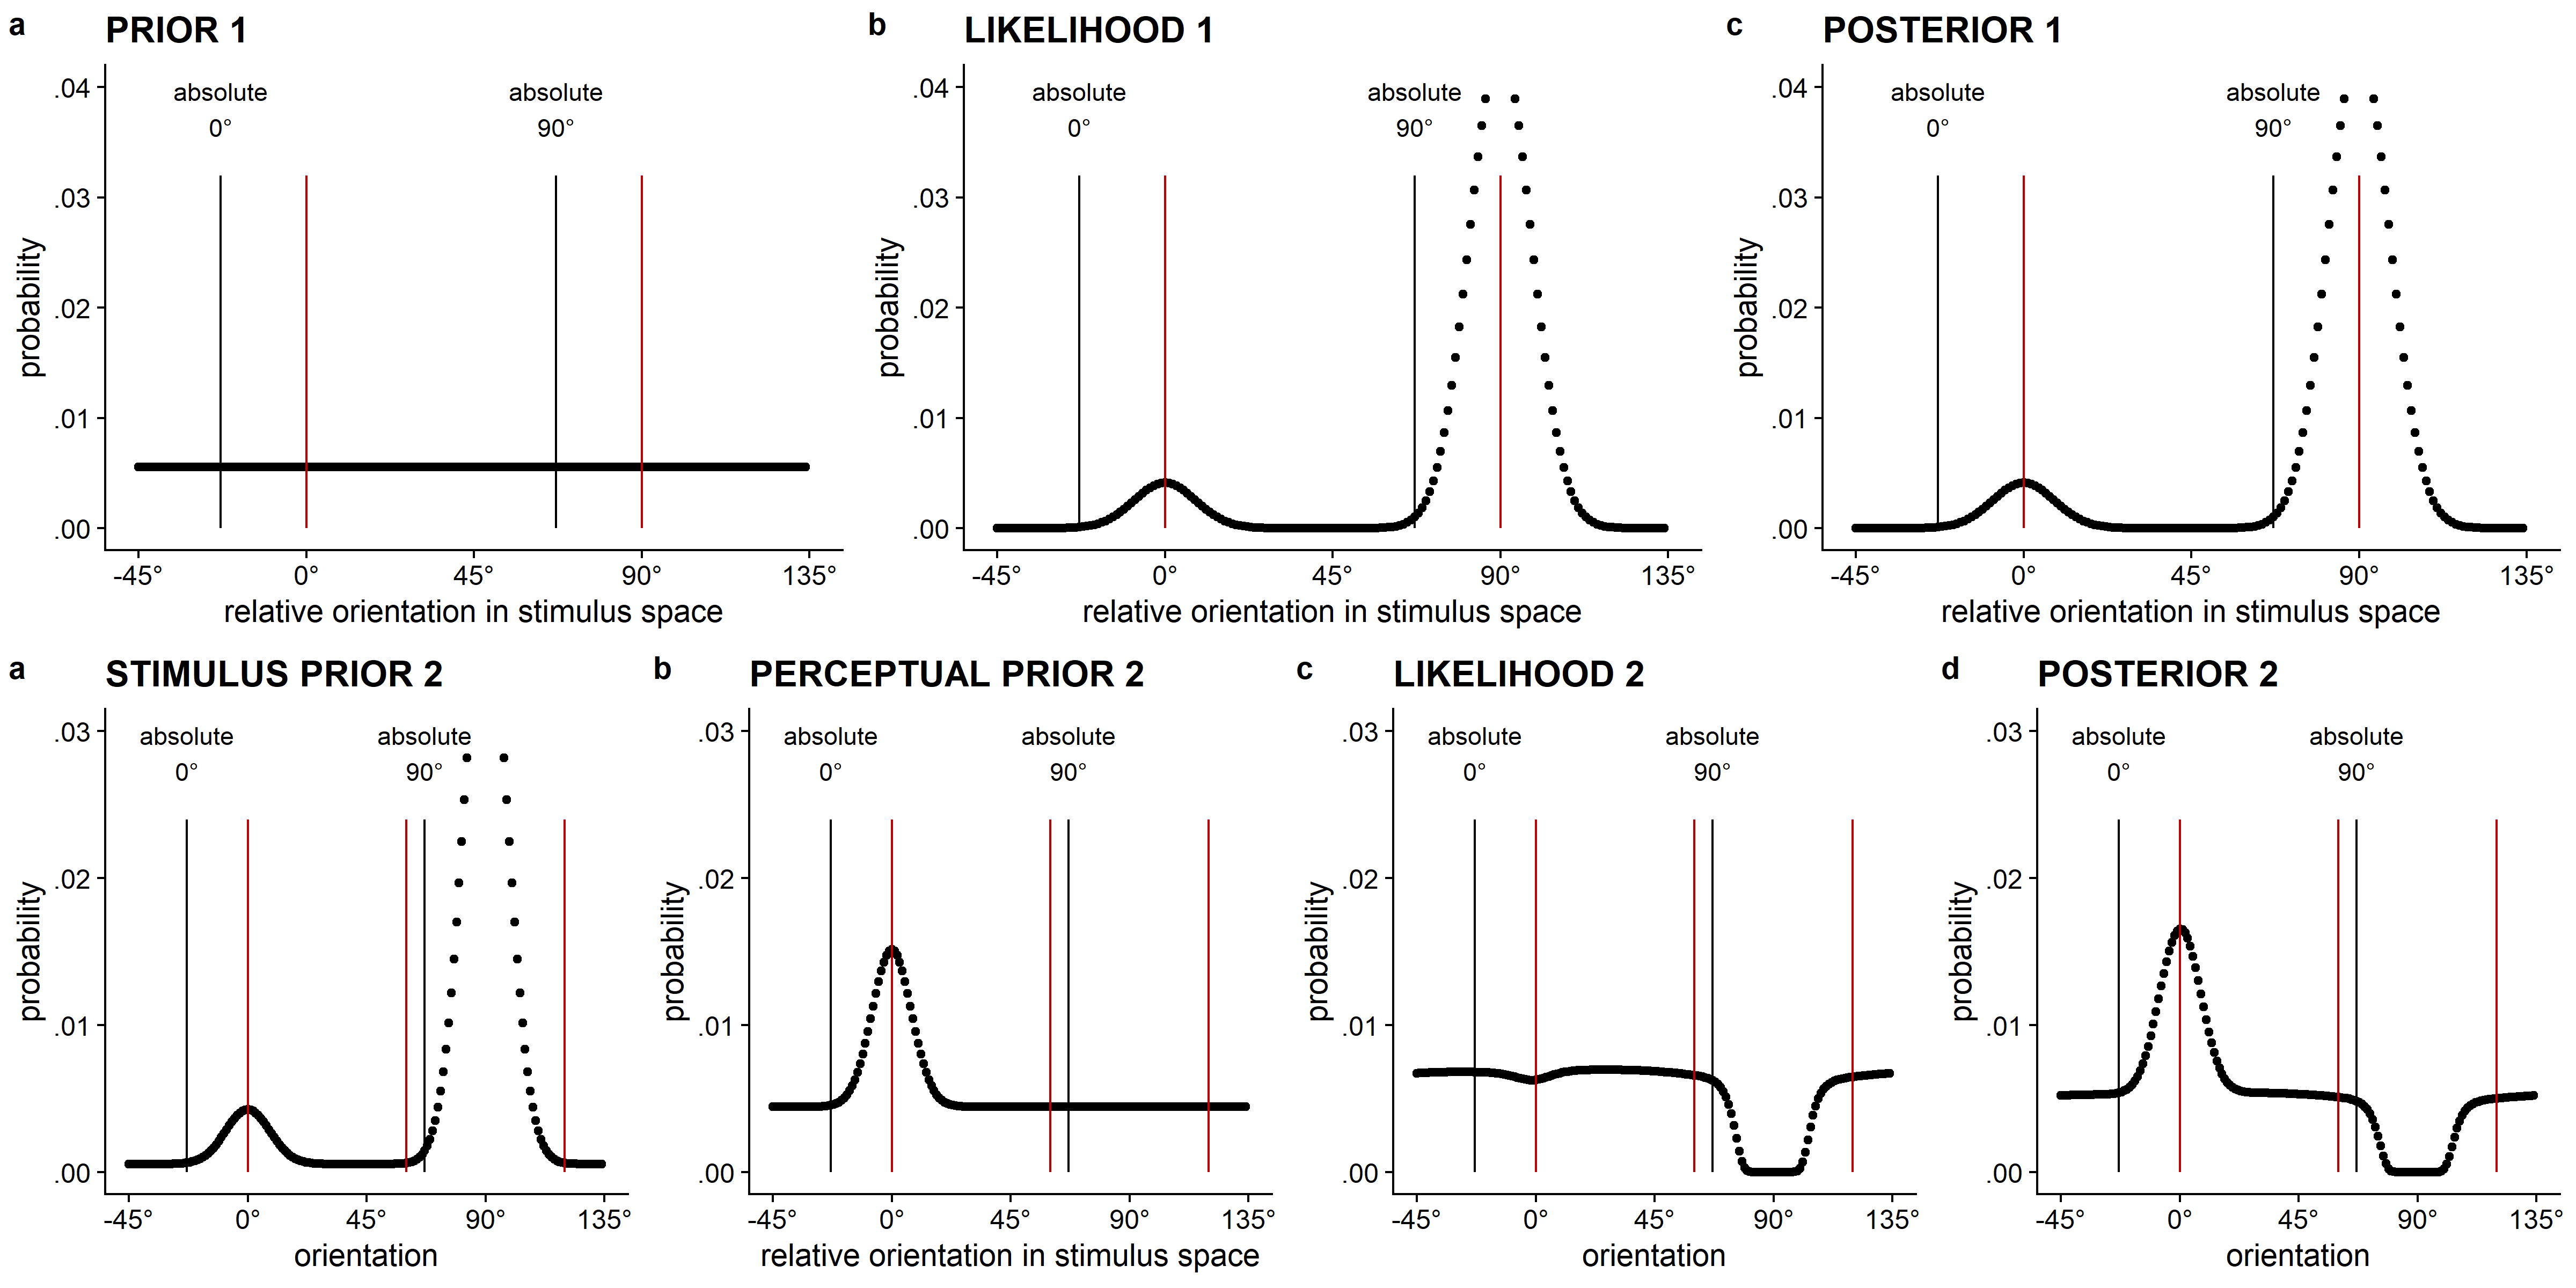 a PRIOR 1
.04
.03
.02
.01
.00
absolute
0°
absolute
90°
probability
-45° 0° 45° 90° 135°
relative orientation in stimulus space
b LIKELIHOOD 1
.04
.03
.02
.01
.00
absolute
0°
absolute
90°
probability
-45° 0° 45° 90° 135°
relative orientation in stimulus space
c POSTERIOR 1
.04
.03
.02
.01
.00
absolute
0°
absolute
90°
probability
-45° 0° 45° 90° 135°
relative orientation in stimulus space
a STIMULUS PRIOR 2
.03
.02
.01
.00
absolute
0°
absolute
90°
probability
-45° 0° 45° 90° 135°
orientation
b PERCEPTUAL PRIOR 2
.03
.02
.01
.00
absolute
0°
absolute
90°
probability
-45° 0° 45° 90° 135°
relative orientation in stimulus space
c LIKELIHOOD 2
.03
.02
.01
.00
absolute
0°
absolute
90°
probability
-45° 0° 45° 90° 135°
orientation
d POSTERIOR 2
.03
.02
.01
.00
absolute
0°
absolute
90°
probability
-45° 0° 45° 90° 135°
orientation